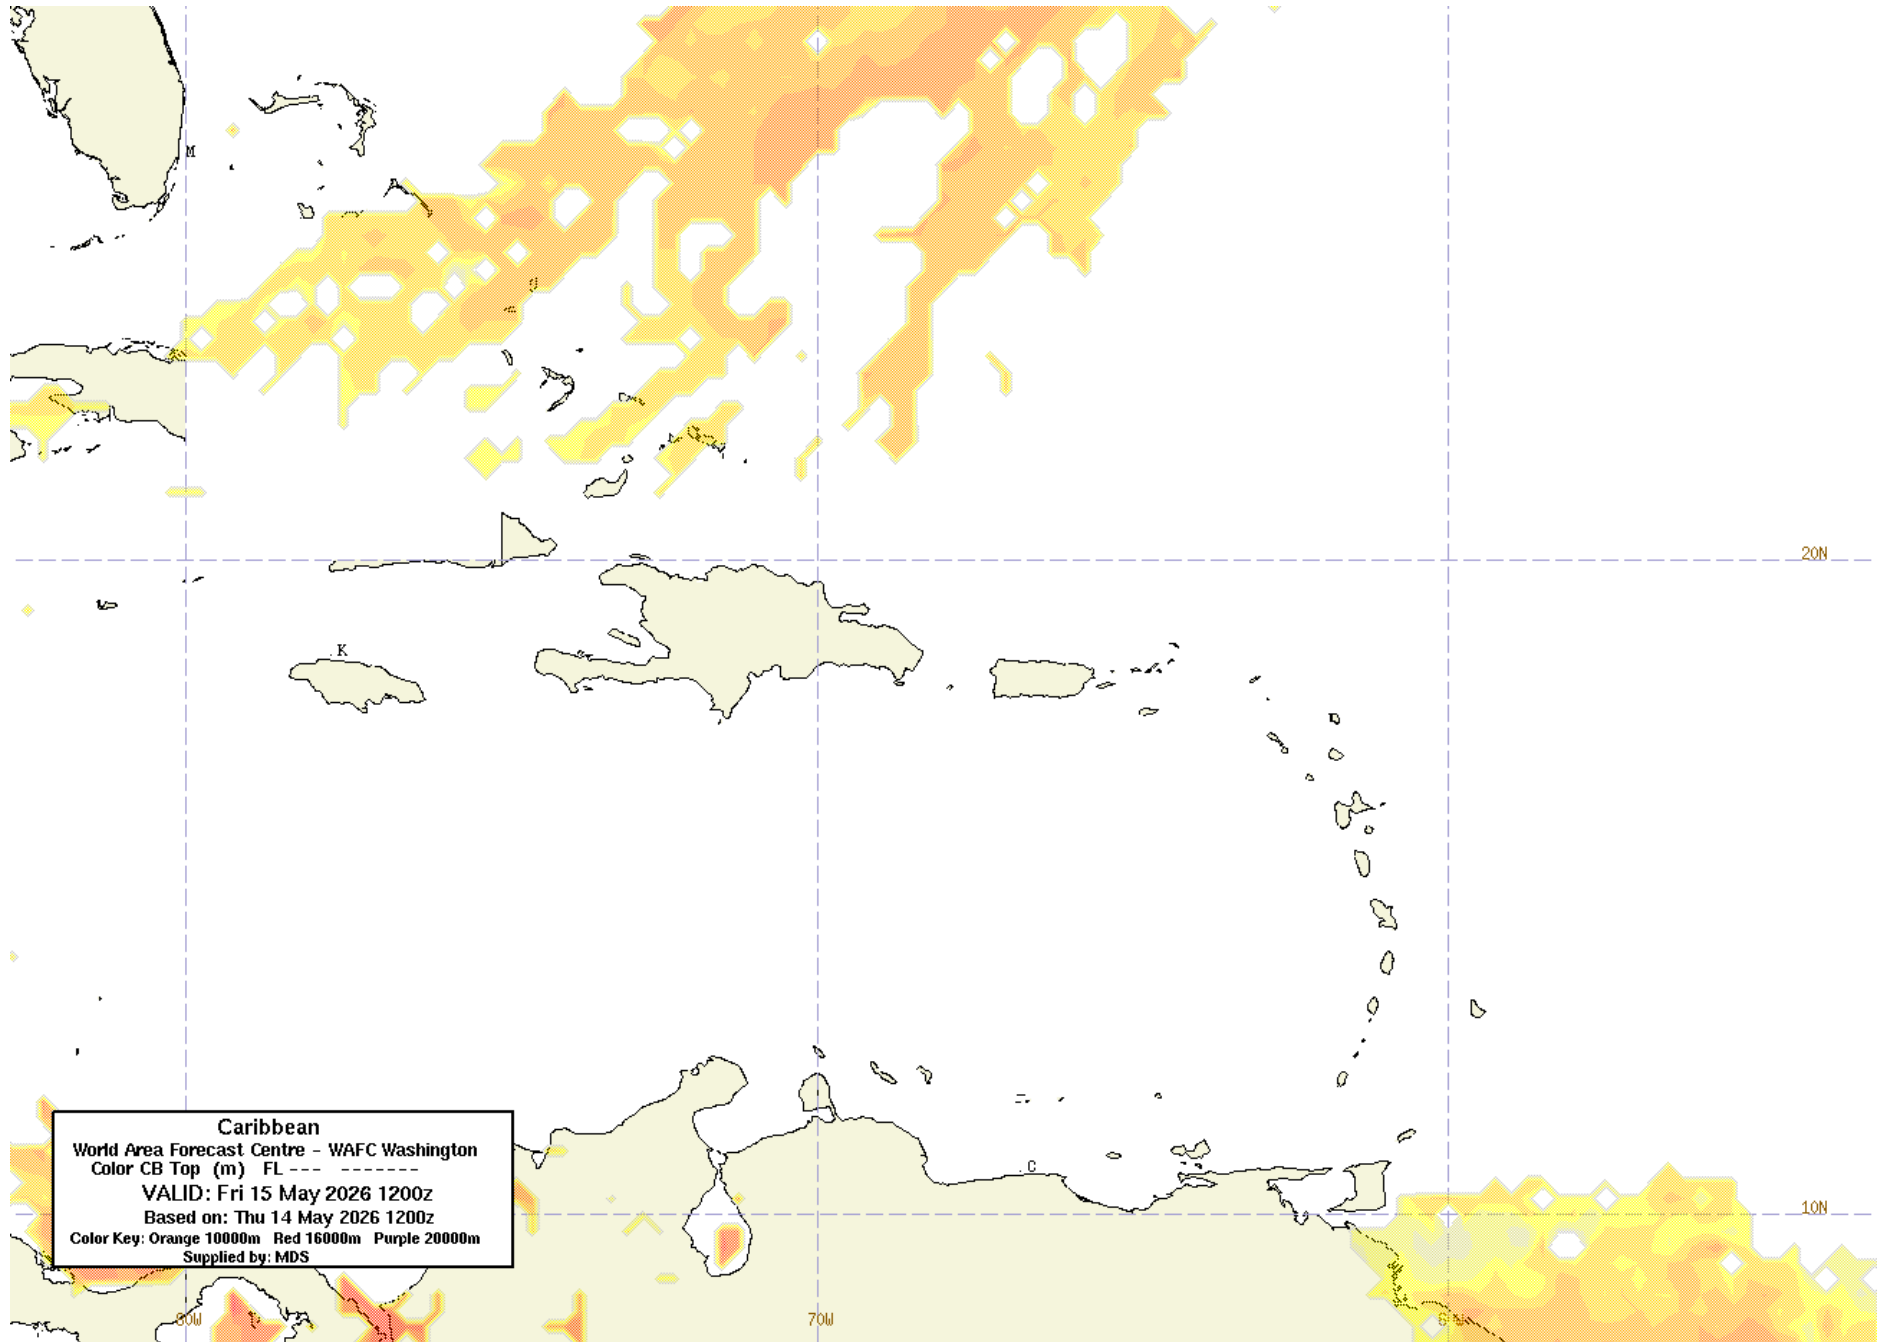 M
20N
K
C
10N
Caribbean
World Area Forecast Centre - WAFC Washington
Color CB Top (m) FL --- -------
VALID: Fri 15 May 2026 1200z
Based on: Thu 14 May 2026 1200z
Color Key: Orange 10000m Red 16000m Purple 20000m
Supplied by: MDS
80W
70W